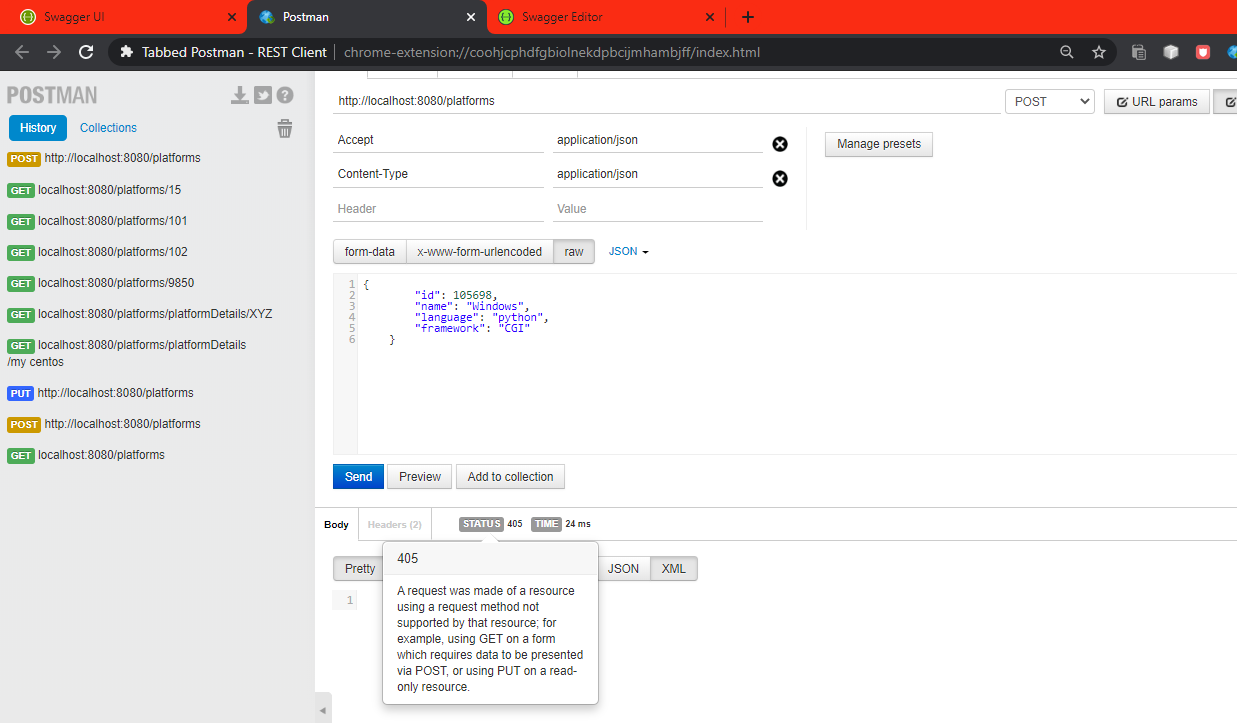 Swagger UI
Postman
Swagger Editor
Tabbed Postman - REST Client
chrome-extension://coohjcphdfgbiolnekdpbcijmhambjff/index.html
POSTMAN
History
Collections
POST http://localhost:8080/platforms
GET localhost:8080/platforms/15
GET localhost:8080/platforms/101
GET localhost:8080/platforms/102
GET localhost:8080/platforms/9850
GET localhost:8080/platforms/platformDetails/XYZ
GET localhost:8080/platforms/platformDetails
/my centos
PUT http://localhost:8080/platforms
POST http://localhost:8080/platforms
GET localhost:8080/platforms
http://localhost:8080/platforms
POST
URL params
Accept application/json
Manage presets
Content-Type application/json
Header Value
form-data x-www-form-urlencoded raw JSON
1 {
2 "id": 105698,
3 "name": "Windows",
4 "language": "python",
5 "framework": "CGI"
6 }
Send Preview Add to collection
Body Headers (2) STATUS 405 TIME 24 ms
Pretty JSON XML
1
405
A request was made of a resource
using a request method not
supported by that resource; for
example, using GET on a form
which requires data to be presented
via POST, or using PUT on a read-
only resource.